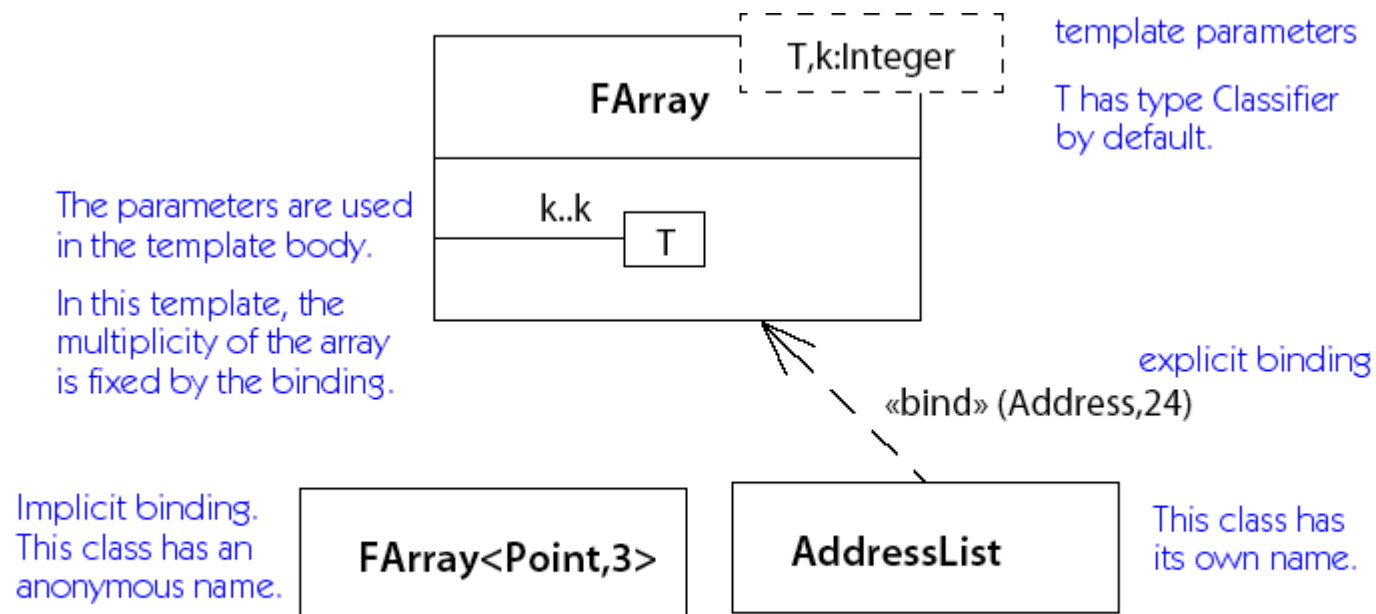 template parameters
T,k:Integer
FArray
T has type Classifier
by default.
The parameters are used
in the template body.
k..k
T
In this template, the
multiplicity of the array
is fixed by the binding.
explicit binding
«bind» (Address,24)
Implicit binding.
This class has an
anonymous name.
FArray<Point,3>
AddressList
This class has
its own name.